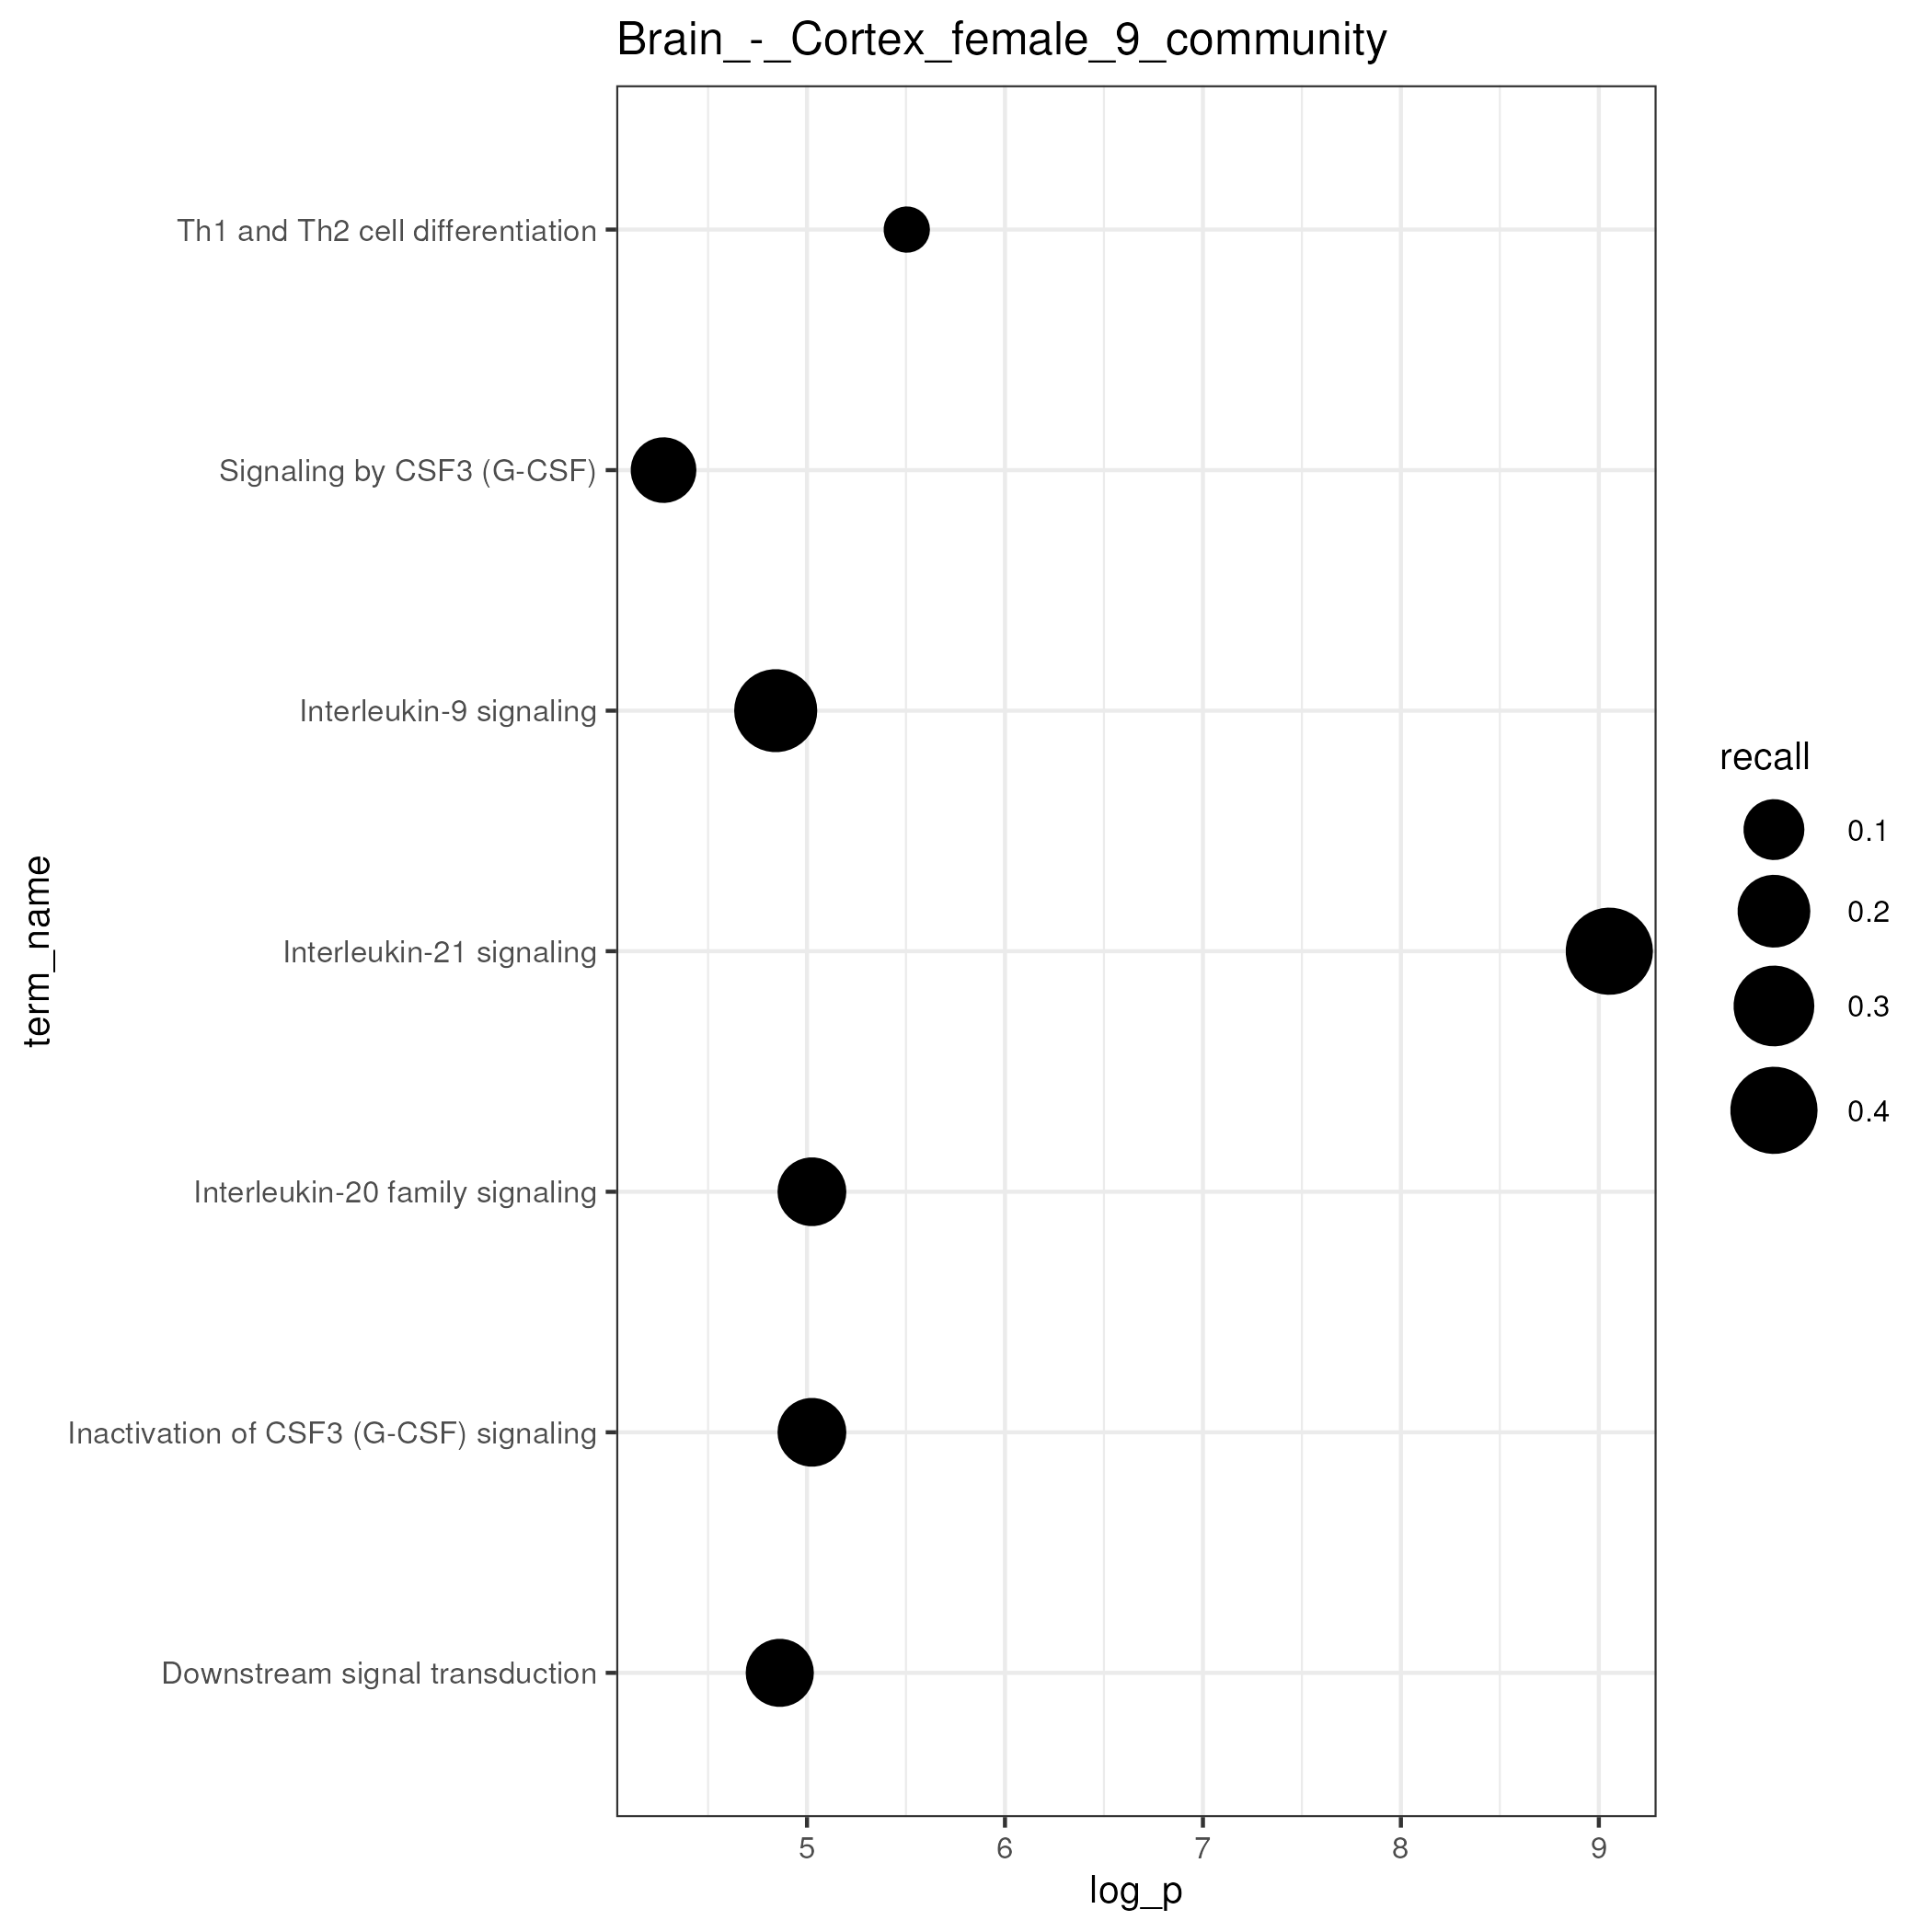 Brain_-_Cortex_female_9_community
Th1 and Th2 cell differentiation
Signaling by CSF3 (G-CSF)
Interleukin-9 signaling
Interleukin-21 signaling
Interleukin-20 family signaling
Inactivation of CSF3 (G-CSF) signaling
Downstream signal transduction
term_name
5 6 7 8 9
log_p
recall
0.1
0.2
0.3
0.4